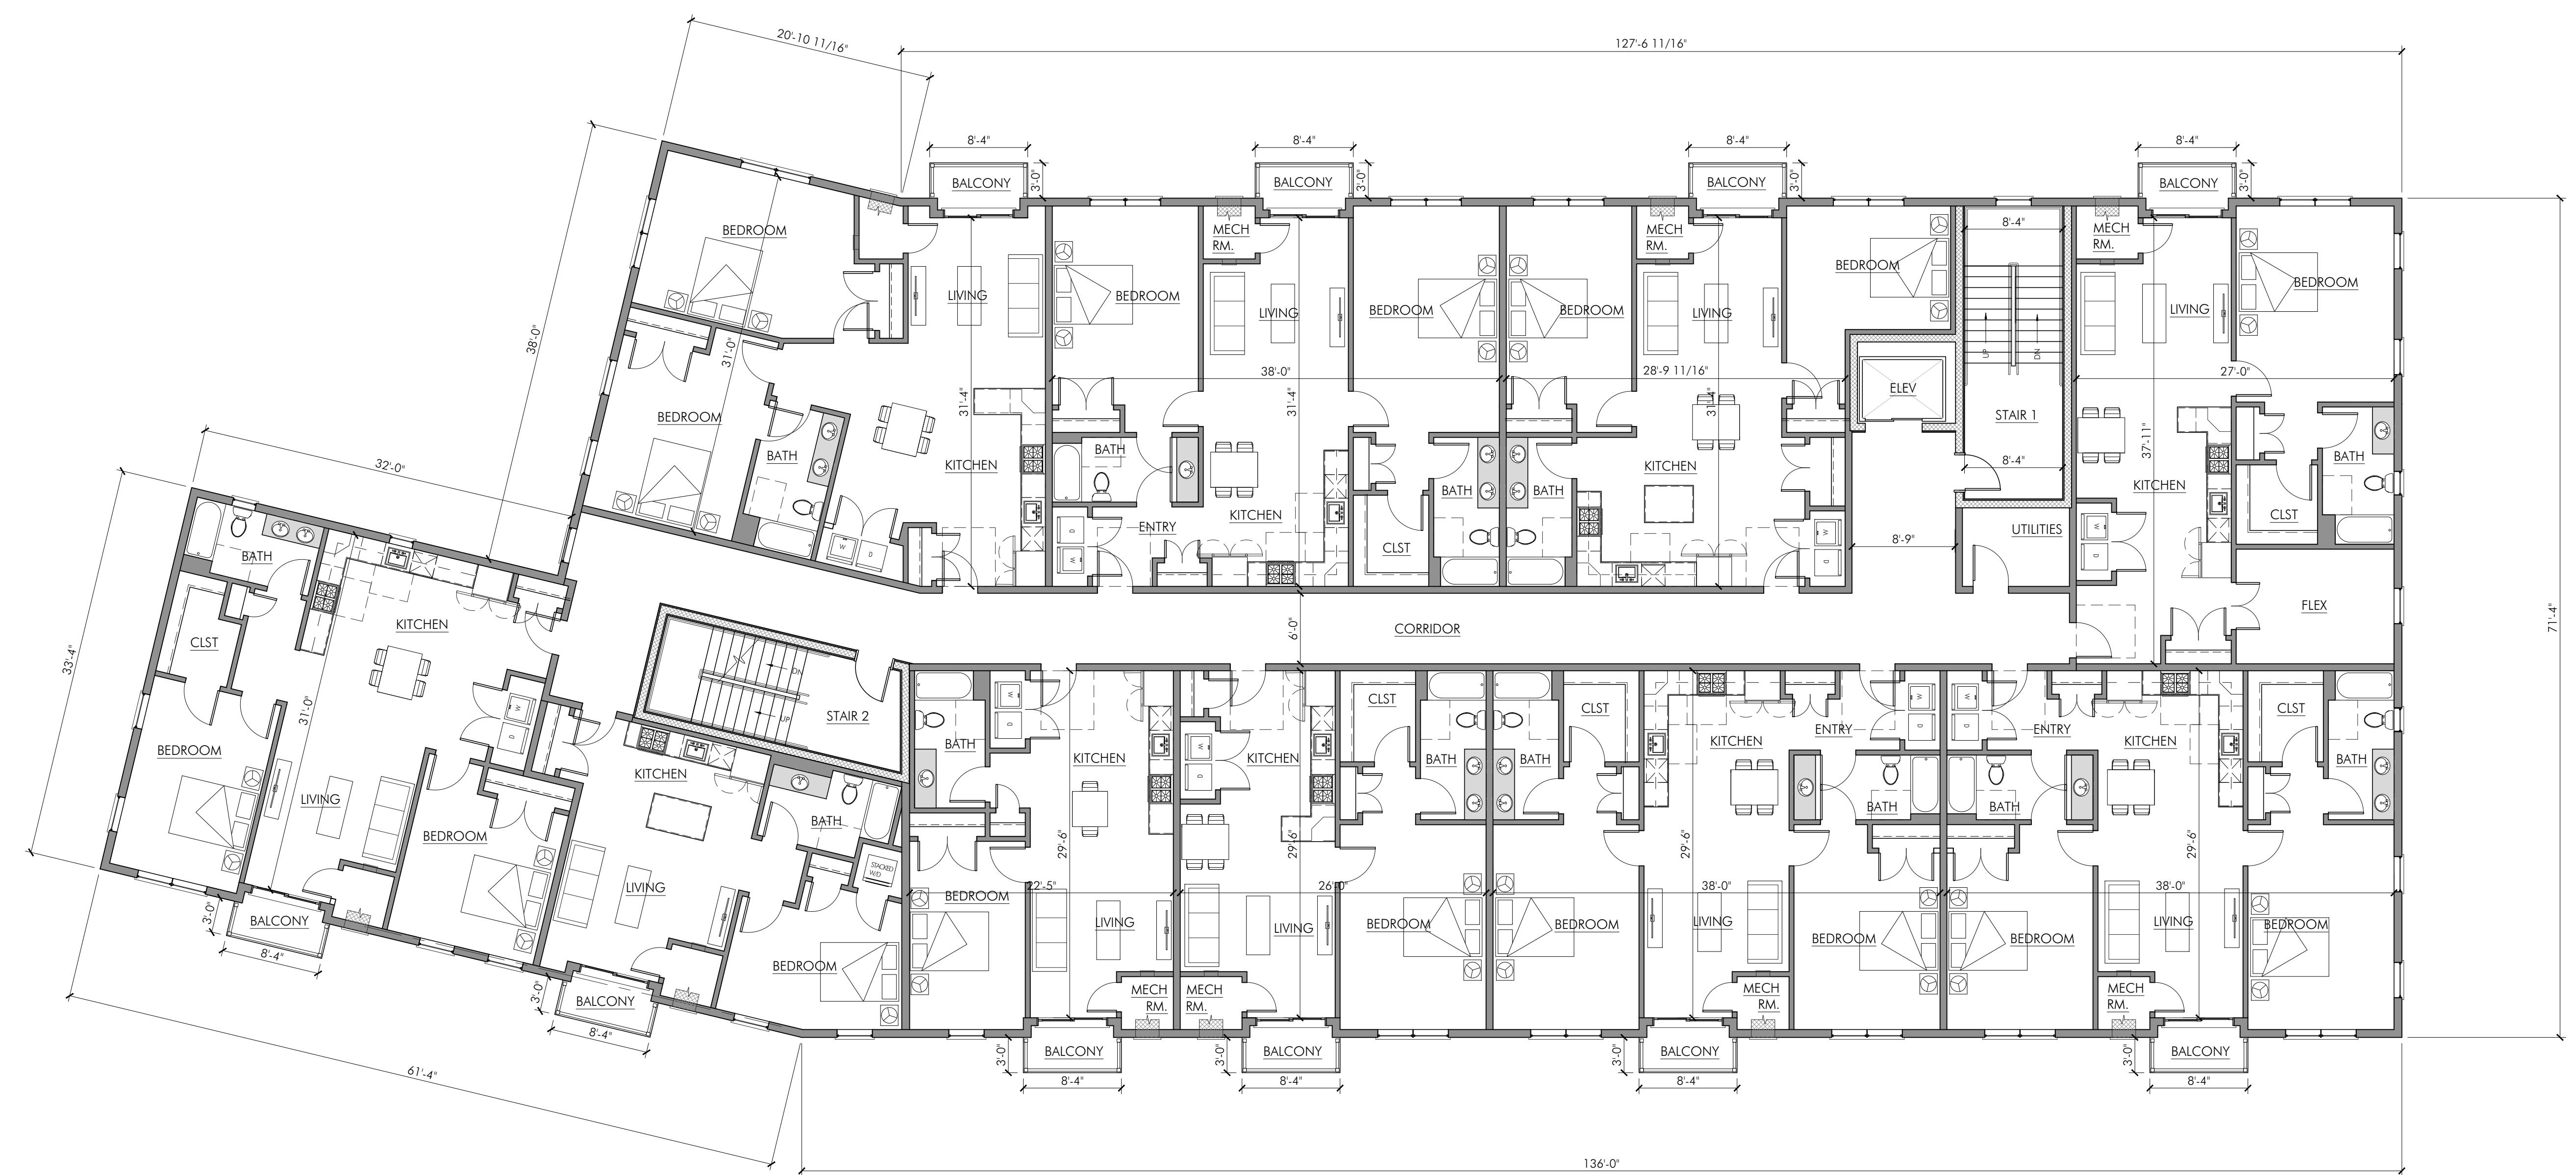 20'-10 11/16"
127'-6 11/16"
8'-4"
8'-4"
8'-4"
8'-4"
BALCONY
3'-0"
BALCONY
3'-0"
BALCONY
3'-0"
BALCONY
3'-0"
BEDROOM
MECH
RM.
MECH
RM.
8'-4"
MECH
RM.
BEDROOM
LIVING
BEDROOM
LIVING
BEDROOM
BEDROOM
LIVING
LIVING
BEDROOM
38'-0"
31'-0"
UP
DN
38'-0"
28'-9 11/16"
27'-0"
ELEV
31'-4"
31'-4"
31'-4"
STAIR 1
BEDROOM
BATH
KITCHEN
BATH
KITCHEN
BATH
BATH
KITCHEN
8'-4"
37'-11"
KITCHEN
BATH
32'-0"
CLST
ENTRY
KITCHEN
CLST
UTILITIES
8'-9"
W
D
D
W
W
D
W
D
BATH
KITCHEN
CLST
FLEX
CORRIDOR
6'-0"
71'-4"
33'-4"
31'-0"
DN
UP
STAIR 2
W
D
BEDROOM
LIVING
BEDROOM
KITCHEN
BATH
STACKED
W/D
LIVING
BEDROOM
BATH
W
D
KITCHEN
W
D
KITCHEN
CLST
BATH
BATH
CLST
KITCHEN
ENTRY
W
D
W
D
ENTRY
KITCHEN
CLST
BATH
BATH
BATH
29'-6"
29'-6"
29'-6"
29'-6"
BEDROOM
22'-5"
26'-0"
38'-0"
38'-0"
LIVING
LIVING
BEDROOM
BEDROOM
LIVING
BEDROOM
BEDROOM
LIVING
BEDROOM
MECH
RM.
MECH
RM.
MECH
RM.
MECH
RM.
3'-0"
BALCONY
8'-4"
3'-0"
BALCONY
8'-4"
3'-0"
BALCONY
3'-0"
BALCONY
3'-0"
BALCONY
3'-0"
BALCONY
8'-4"
8'-4"
8'-4"
8'-4"
61'-4"
136'-0"